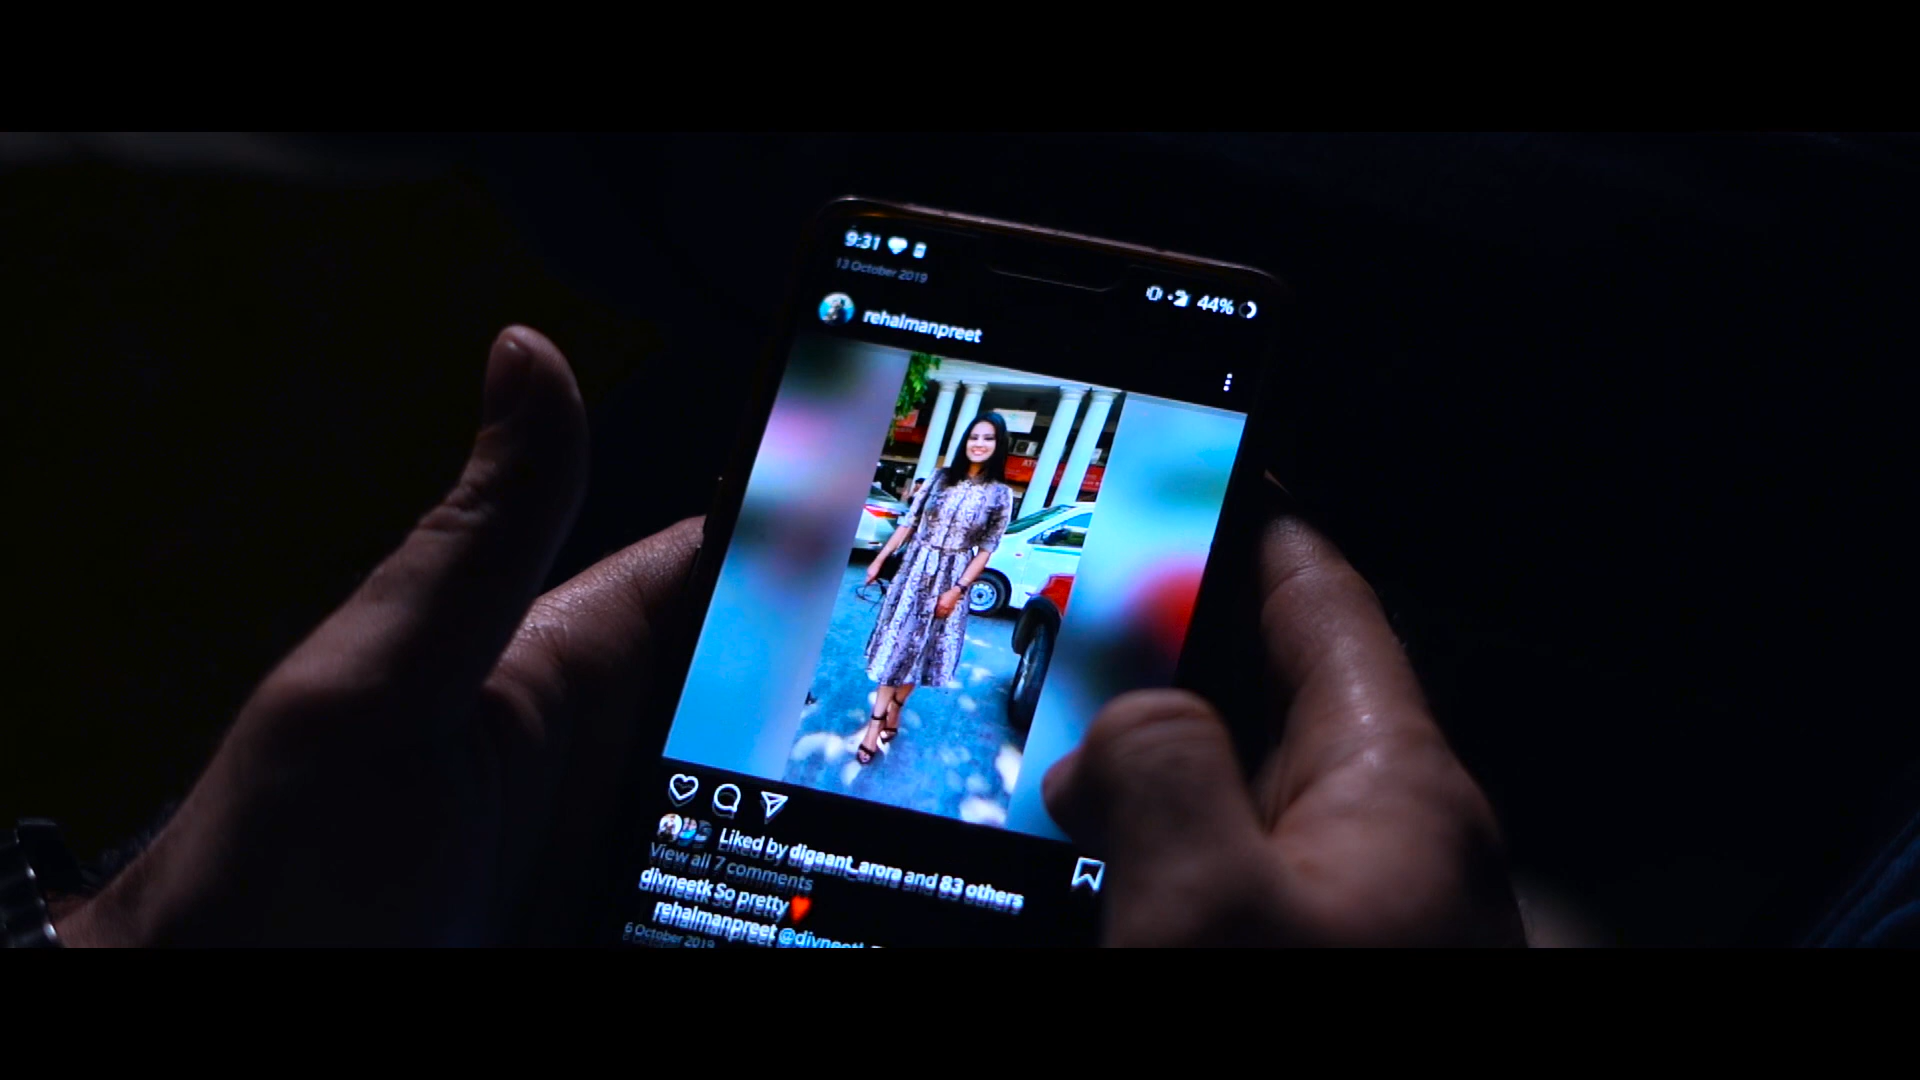 9:31
44%
13 October 2019
rehalmanpreet
Liked by digaant_arora and 83 others
View all 7 comments
divneetk So pretty❤️
rehalmanpreet @divneetk
6 October 2019